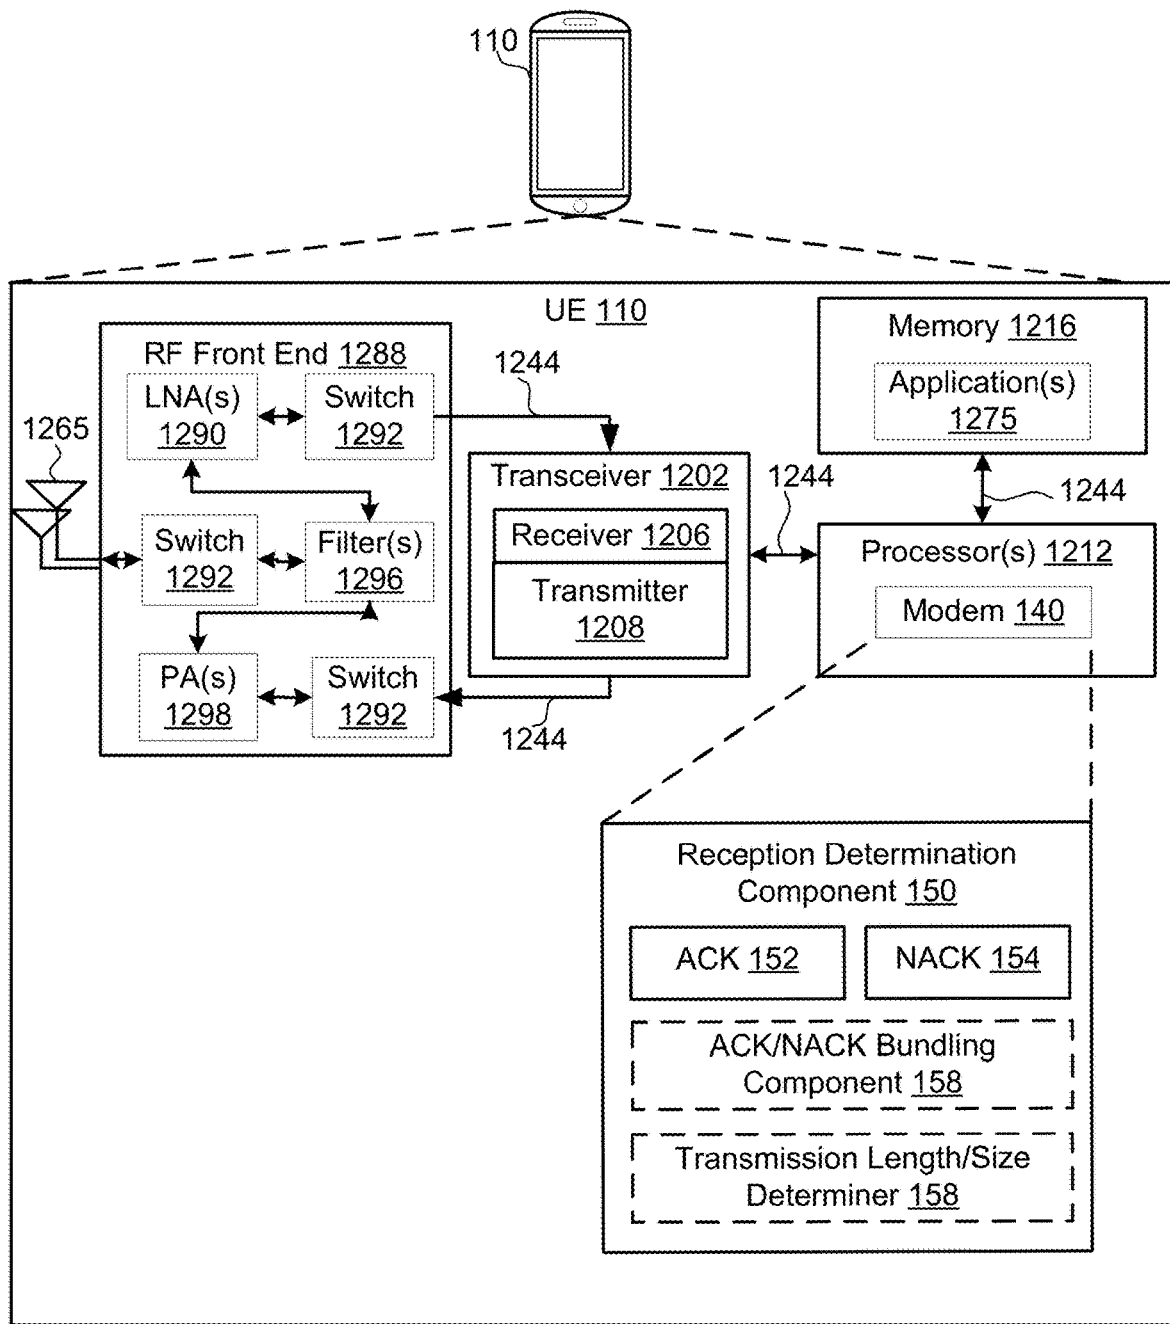 110
UE 110
RF Front End 1288
LNA(s)
1290
Switch
1292
1244
1265
Switch
1292
Filter(s)
1296
PA(s)
1298
Switch
1292
1244
Transceiver 1202
Receiver 1206
Transmitter
1208
1244
Memory 1216
Application(s)
1275
1244
Processor(s) 1212
Modem 140
Reception Determination
Component 150
ACK 152
NACK 154
ACK/NACK Bundling
Component 158
Transmission Length/Size
Determiner 158